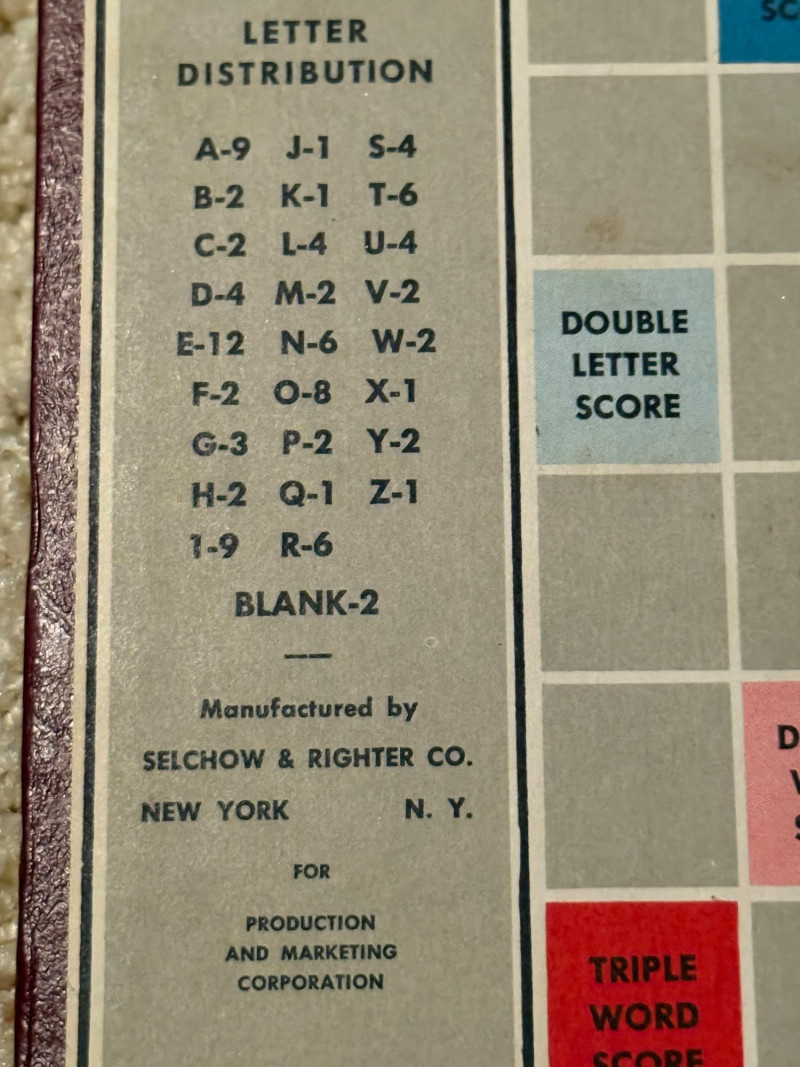 LETTER
DISTRIBUTION
A-9 J-1 S-4
B-2 K-1 T-6
C-2 L-4 U-4
D-4 M-2 V-2
E-12 N-6 W-2
F-2 O-8 X-1
G-3 P-2 Y-2
H-2 Q-1 Z-1
1-9 R-6
BLANK-2
—
Manufactured by
SELCHOW & RIGHTER CO.
NEW YORK N. Y.
FOR
PRODUCTION
AND MARKETING
CORPORATION
DOUBLE
LETTER
SCORE
TRIPLE
WORD
SCORE